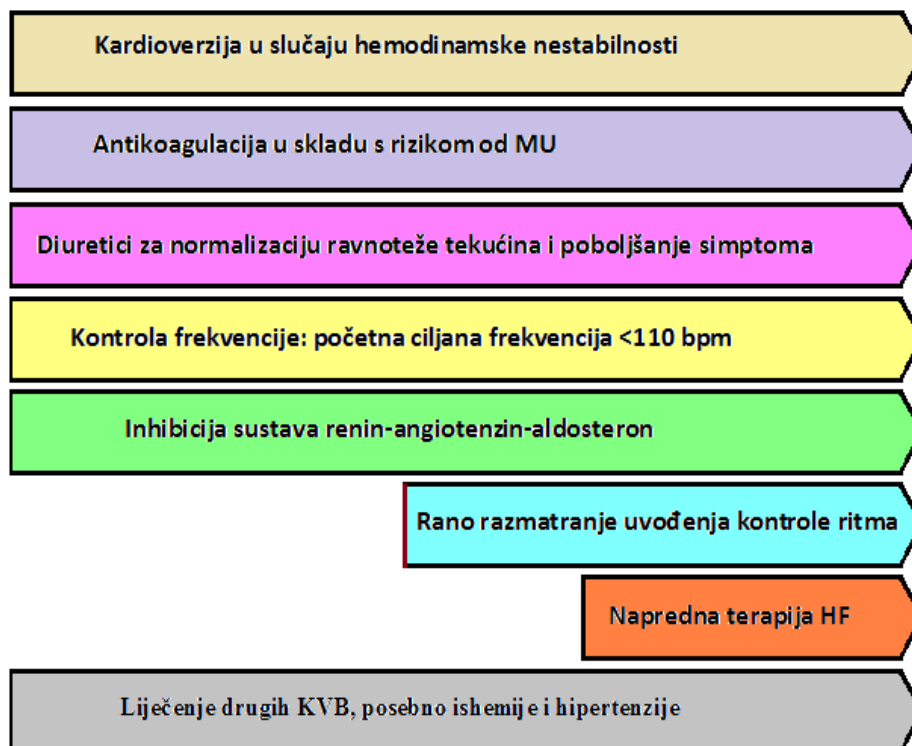 Kardioverzija u slučaju hemodinamske nestabilnosti
Antikoagulacija u skladu s rizikom od MU
Diuretici za normalizaciju ravnoteže tekućina i poboljšanje simptoma
Kontrola frekvencije: početna ciljana frekvencija <110 bpm
Inhibicija sustava renin-angiotenzin-aldosteron
Rano razmatranje uvođenja kontrole ritma
Napredna terapija HF
Liječenje drugih KVB, posebno ishemije i hipertenzije